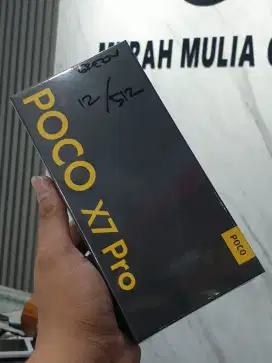 MURAH MULIA
12/512
POCO X7 Pro
POCO